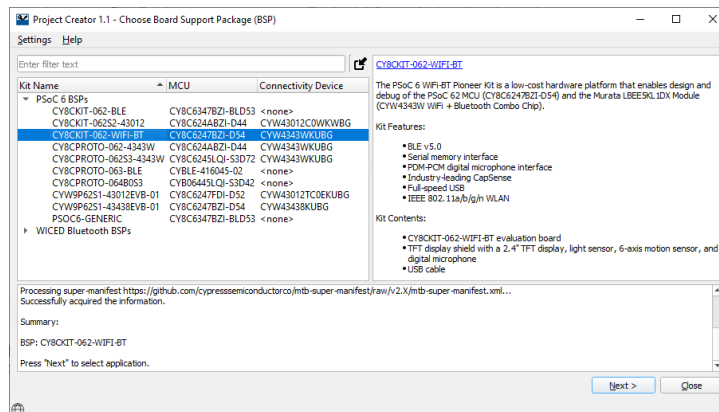 Project Creator 1.1 - Choose Board Support Package (BSP)
Settings Help
Enter filter text
Kit Name MCU Connectivity Device
PSoC 6 BSPs
CY8CKIT-062-BLE CY8C6347BZI-BLD53 <none>
CY8CKIT-062S2-43012 CY8C624ABZI-D44 CYW43012C0WKWBG
CY8CKIT-062-WIFI-BT CY8C6247BZI-D54 CYW4343WKUBG
CY8CPROTO-062-4343W CY8C624ABZI-D44 CYW4343WKUBG
CY8CPROTO-062S3-4343W CY8C6245LQI-S3D72 CYW4343WKUBG
CY8CPROTO-063-BLE CYBLE-416045-02 <none>
CY8CPROTO-064B0S3 CYB06445LQI-S3D42 <none>
CYW9P62S1-43012EVB-01 CY8C6247FDI-D52 CYW43012TC0EKUBG
CYW9P62S1-43438EVB-01 CY8C6247BZI-D54 CYW43438KUBG
PSOC6-GENERIC CY8C6347BZI-BLD53 <none>
WICED Bluetooth BSPs
CY8CKIT-062-WIFI-BT
The PSoC 6 WiFi-BT Pioneer Kit is a low-cost hardware platform that enables design and
debug of the PSoC 62 MCU (CY8C6247BZI-D54) and the Murata LBEE5KL1DX Module
(CYW4343W WiFi + Bluetooth Combo Chip).
Kit Features:
•BLE v5.0
•Serial memory interface
•PDM-PCM digital microphone interface
•Industry-leading CapSense
•Full-speed USB
•IEEE 802.11a/b/g/n WLAN
Kit Contents:
•CY8CKIT-062-WIFI-BT evaluation board
•TFT display shield with a 2.4" TFT display, light sensor, 6-axis motion sensor, and
digital microphone
•USB cable
Processing super-manifest https://github.com/cypresssemiconductorco/mtb-super-manifest/raw/v2.X/mtb-super-manifest.xml...
Successfully acquired the information.
Summary:
BSP: CY8CKIT-062-WIFI-BT
Press "Next" to select application.
Next > Close